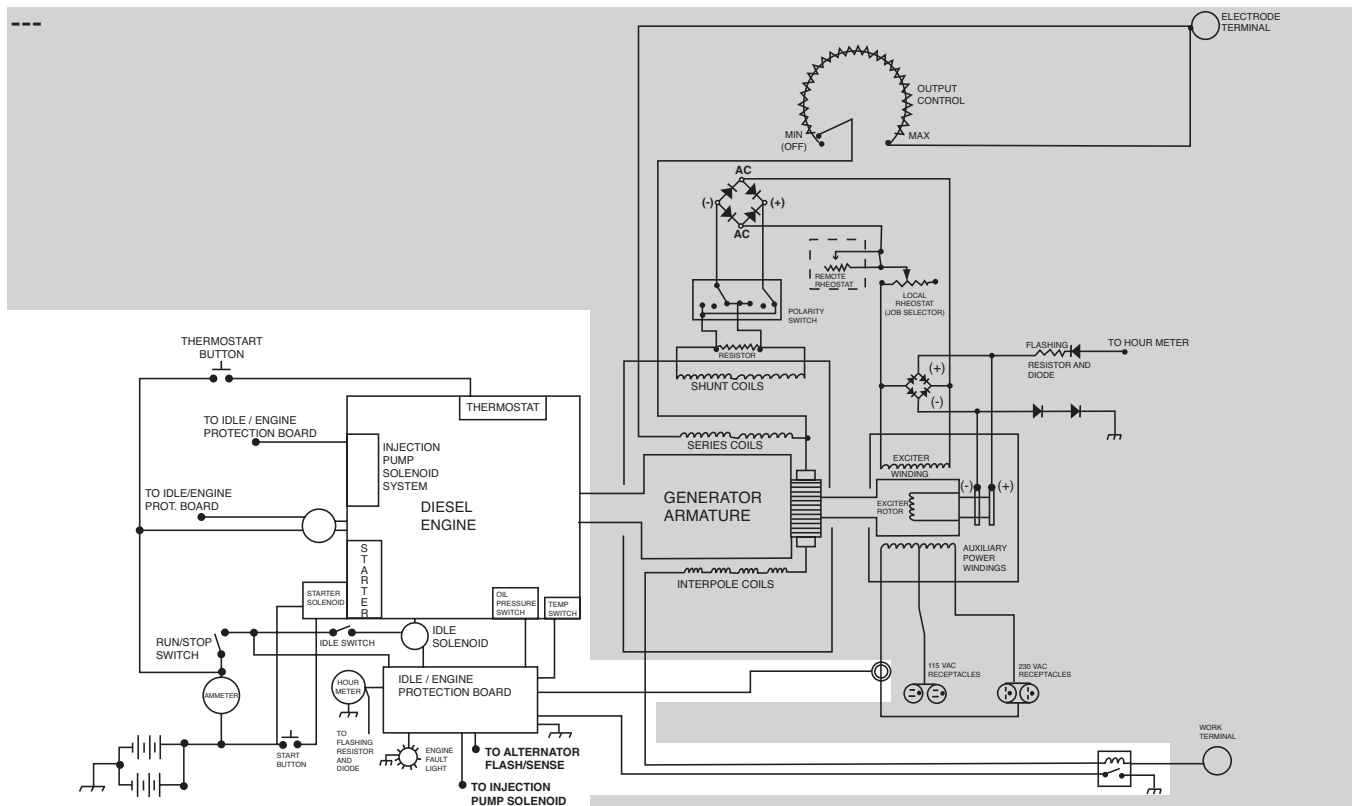 ELECTRODE
TERMINAL
OUTPUT
CONTROL
MIN
(OFF)
MAX
AC
(-)
(+)
AC
REMOTE
RHEOSTAT
LOCAL
RHEOSTAT
(JOB SELECTOR)
POLARITY
SWITCH
RESISTOR
SHUNT COILS
FLASHING
RESISTOR AND
DIODE
TO HOUR METER
(+)
(-)
THERMOSTART
BUTTON
THERMOSTAT
TO IDLE / ENGINE
PROTECTION BOARD
INJECTION
PUMP
SOLENOID
SYSTEM
SERIES COILS
EXCITER
WINDING
TO IDLE/ENGINE
PROT. BOARD
DIESEL
ENGINE
GENERATOR
ARMATURE
EXCITER
ROTOR
(-)
(+)
STARTER
AUXILIARY
POWER
WINDINGS
INTERPOLE COILS
STARTER
SOLENOID
OIL
PRESSURE
SWITCH
TEMP
SWITCH
RUN/STOP
SWITCH
IDLE SWITCH
IDLE
SOLENOID
115 VAC
RECEPTACLES
230 VAC
RECEPTACLES
HOUR
METER
IDLE / ENGINE
PROTECTION BOARD
AMMETER
START
BUTTON
TO
FLASHING
RESISTOR
AND
DIODE
ENGINE
FAULT
LIGHT
TO ALTERNATOR
FLASH/SENSE
TO INJECTION
PUMP SOLENOID
WORK
TERMINAL